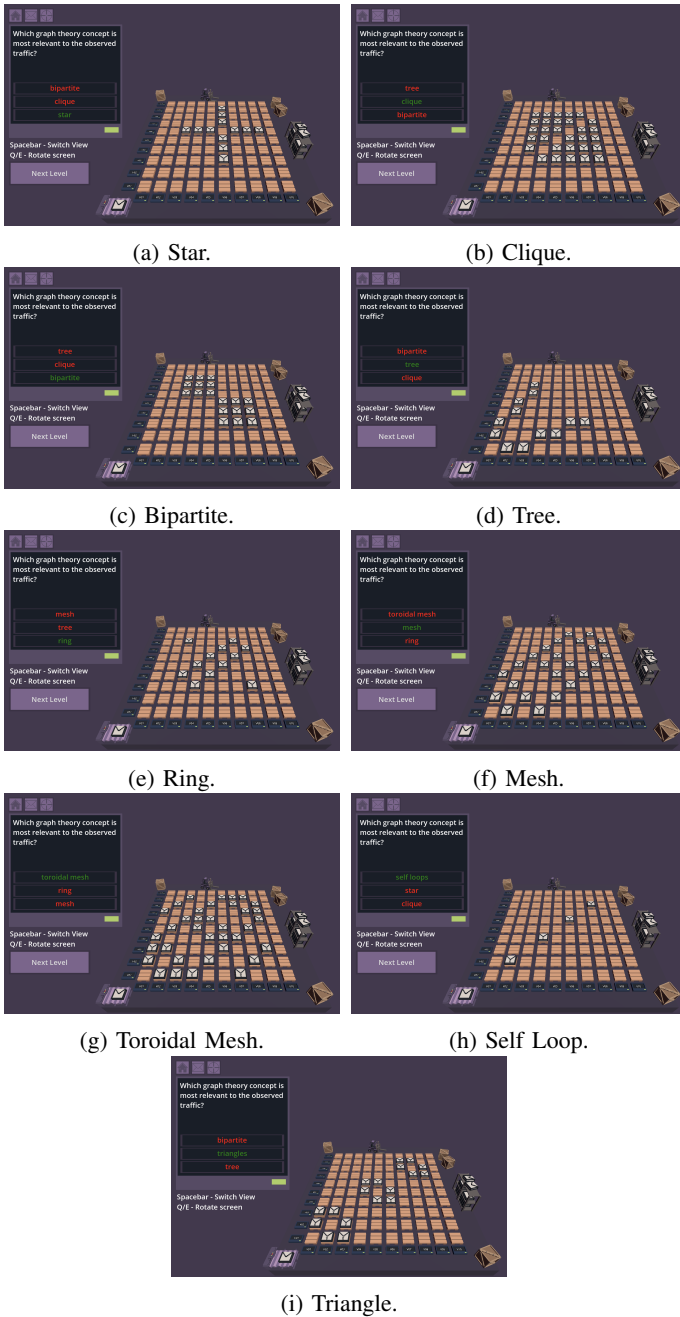 Which graph theory concept is
most relevant to the observed
traffic?
bipartite
clique
star
Spacebar - Switch View
Q/E - Rotate screen
Next Level
(a) Star.
Which graph theory concept is
most relevant to the observed
traffic?
tree
clique
bipartite
Spacebar - Switch View
Q/E - Rotate screen
Next Level
(b) Clique.
Which graph theory concept is
most relevant to the observed
traffic?
tree
clique
bipartite
Spacebar - Switch View
Q/E - Rotate screen
Next Level
(c) Bipartite.
Which graph theory concept is
most relevant to the observed
traffic?
bipartite
tree
clique
Spacebar - Switch View
Q/E - Rotate screen
Next Level
(d) Tree.
Which graph theory concept is
most relevant to the observed
traffic?
mesh
tree
ring
Spacebar - Switch View
Q/E - Rotate screen
Next Level
(e) Ring.
Which graph theory concept is
most relevant to the observed
traffic?
toroidal mesh
mesh
ring
Spacebar - Switch View
Q/E - Rotate screen
Next Level
(f) Mesh.
Which graph theory concept is
most relevant to the observed
traffic?
toroidal mesh
ring
mesh
Spacebar - Switch View
Q/E - Rotate screen
Next Level
(g) Toroidal Mesh.
Which graph theory concept is
most relevant to the observed
traffic?
self loops
star
clique
Spacebar - Switch View
Q/E - Rotate screen
Next Level
(h) Self Loop.
Which graph theory concept is
most relevant to the observed
traffic?
bipartite
triangles
tree
Spacebar - Switch View
Q/E - Rotate screen
(i) Triangle.